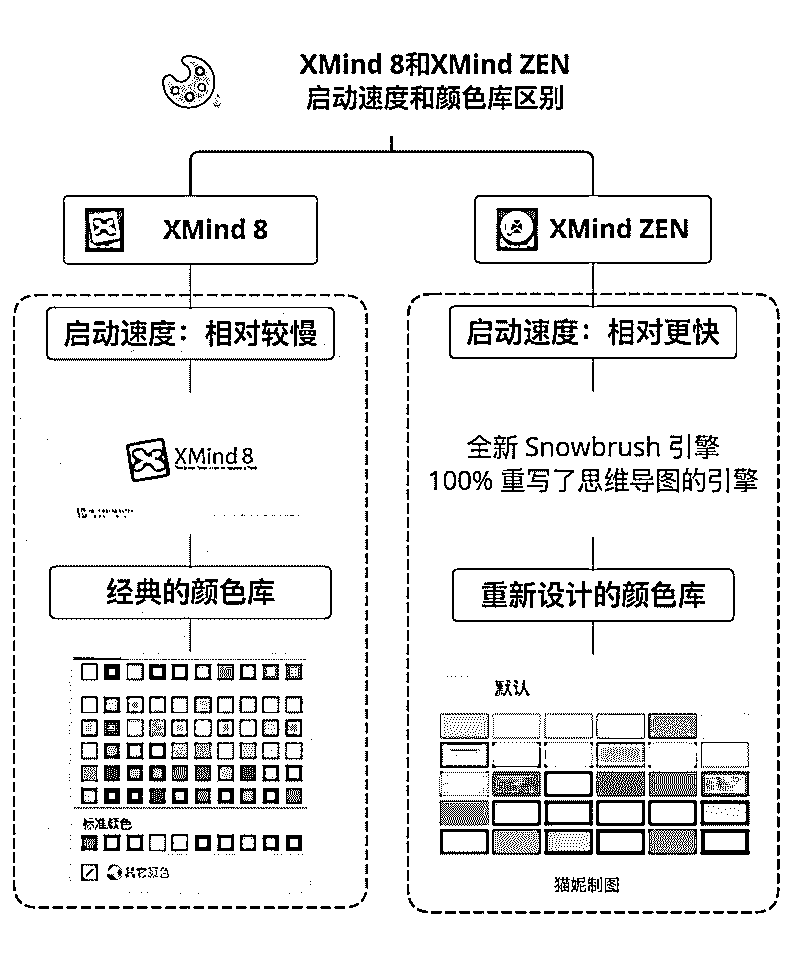 XMind 8和XMind ZEN
启动速度和颜色库区别
XMind 8
启动速度：相对较慢
XMind 8
经典的颜色库
标准颜色
其它颜色
XMind ZEN
启动速度：相对更快
全新 Snowbrush 引擎
100% 重写了思维导图的引擎
重新设计的颜色库
默认
猫妮制图